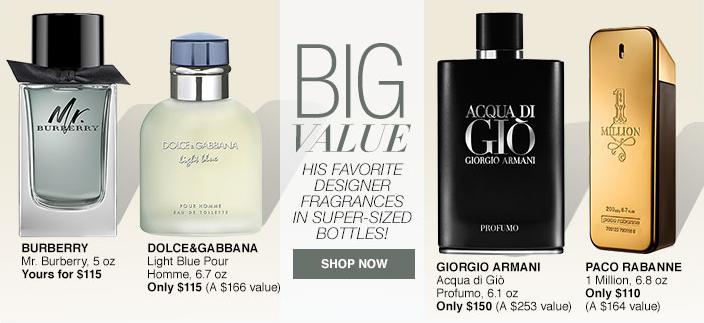 Mr.
BURBERRY
BURBERRY
Mr. Burberry, 5 oz
Yours for $115
DOLCE&GABBANA
light blue
POUR HOMME
EAU DE TOILETTE
DOLCE&GABBANA
Light Blue Pour
Homme, 6.7 oz
Only $115 (A $166 value)
BIG
VALUE
HIS FAVORITE
DESIGNER
FRAGRANCES
IN SUPER-SIZED
BOTTLES!
SHOP NOW
ACQUA DI
GIÒ
GIORGIO ARMANI
PROFUMO
GIORGIO ARMANI
Acqua di Giò
Profumo, 6.1 oz
Only $150 (A $253 value)
1
MILLION
paco rabanne
PACO RABANNE
1 Million, 6.8 oz
Only $110
(A $164 value)